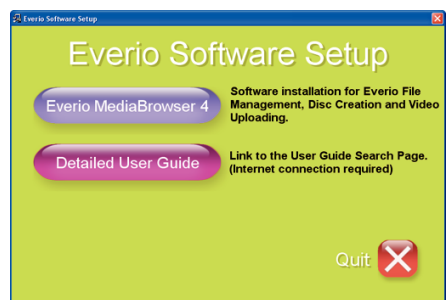 Everio Software Setup
Everio Software Setup
Everio MediaBrowser 4
Software installation for Everio File
Management, Disc Creation and Video
Uploading.
Detailed User Guide
Link to the User Guide Search Page.
(Internet connection required)
Quit